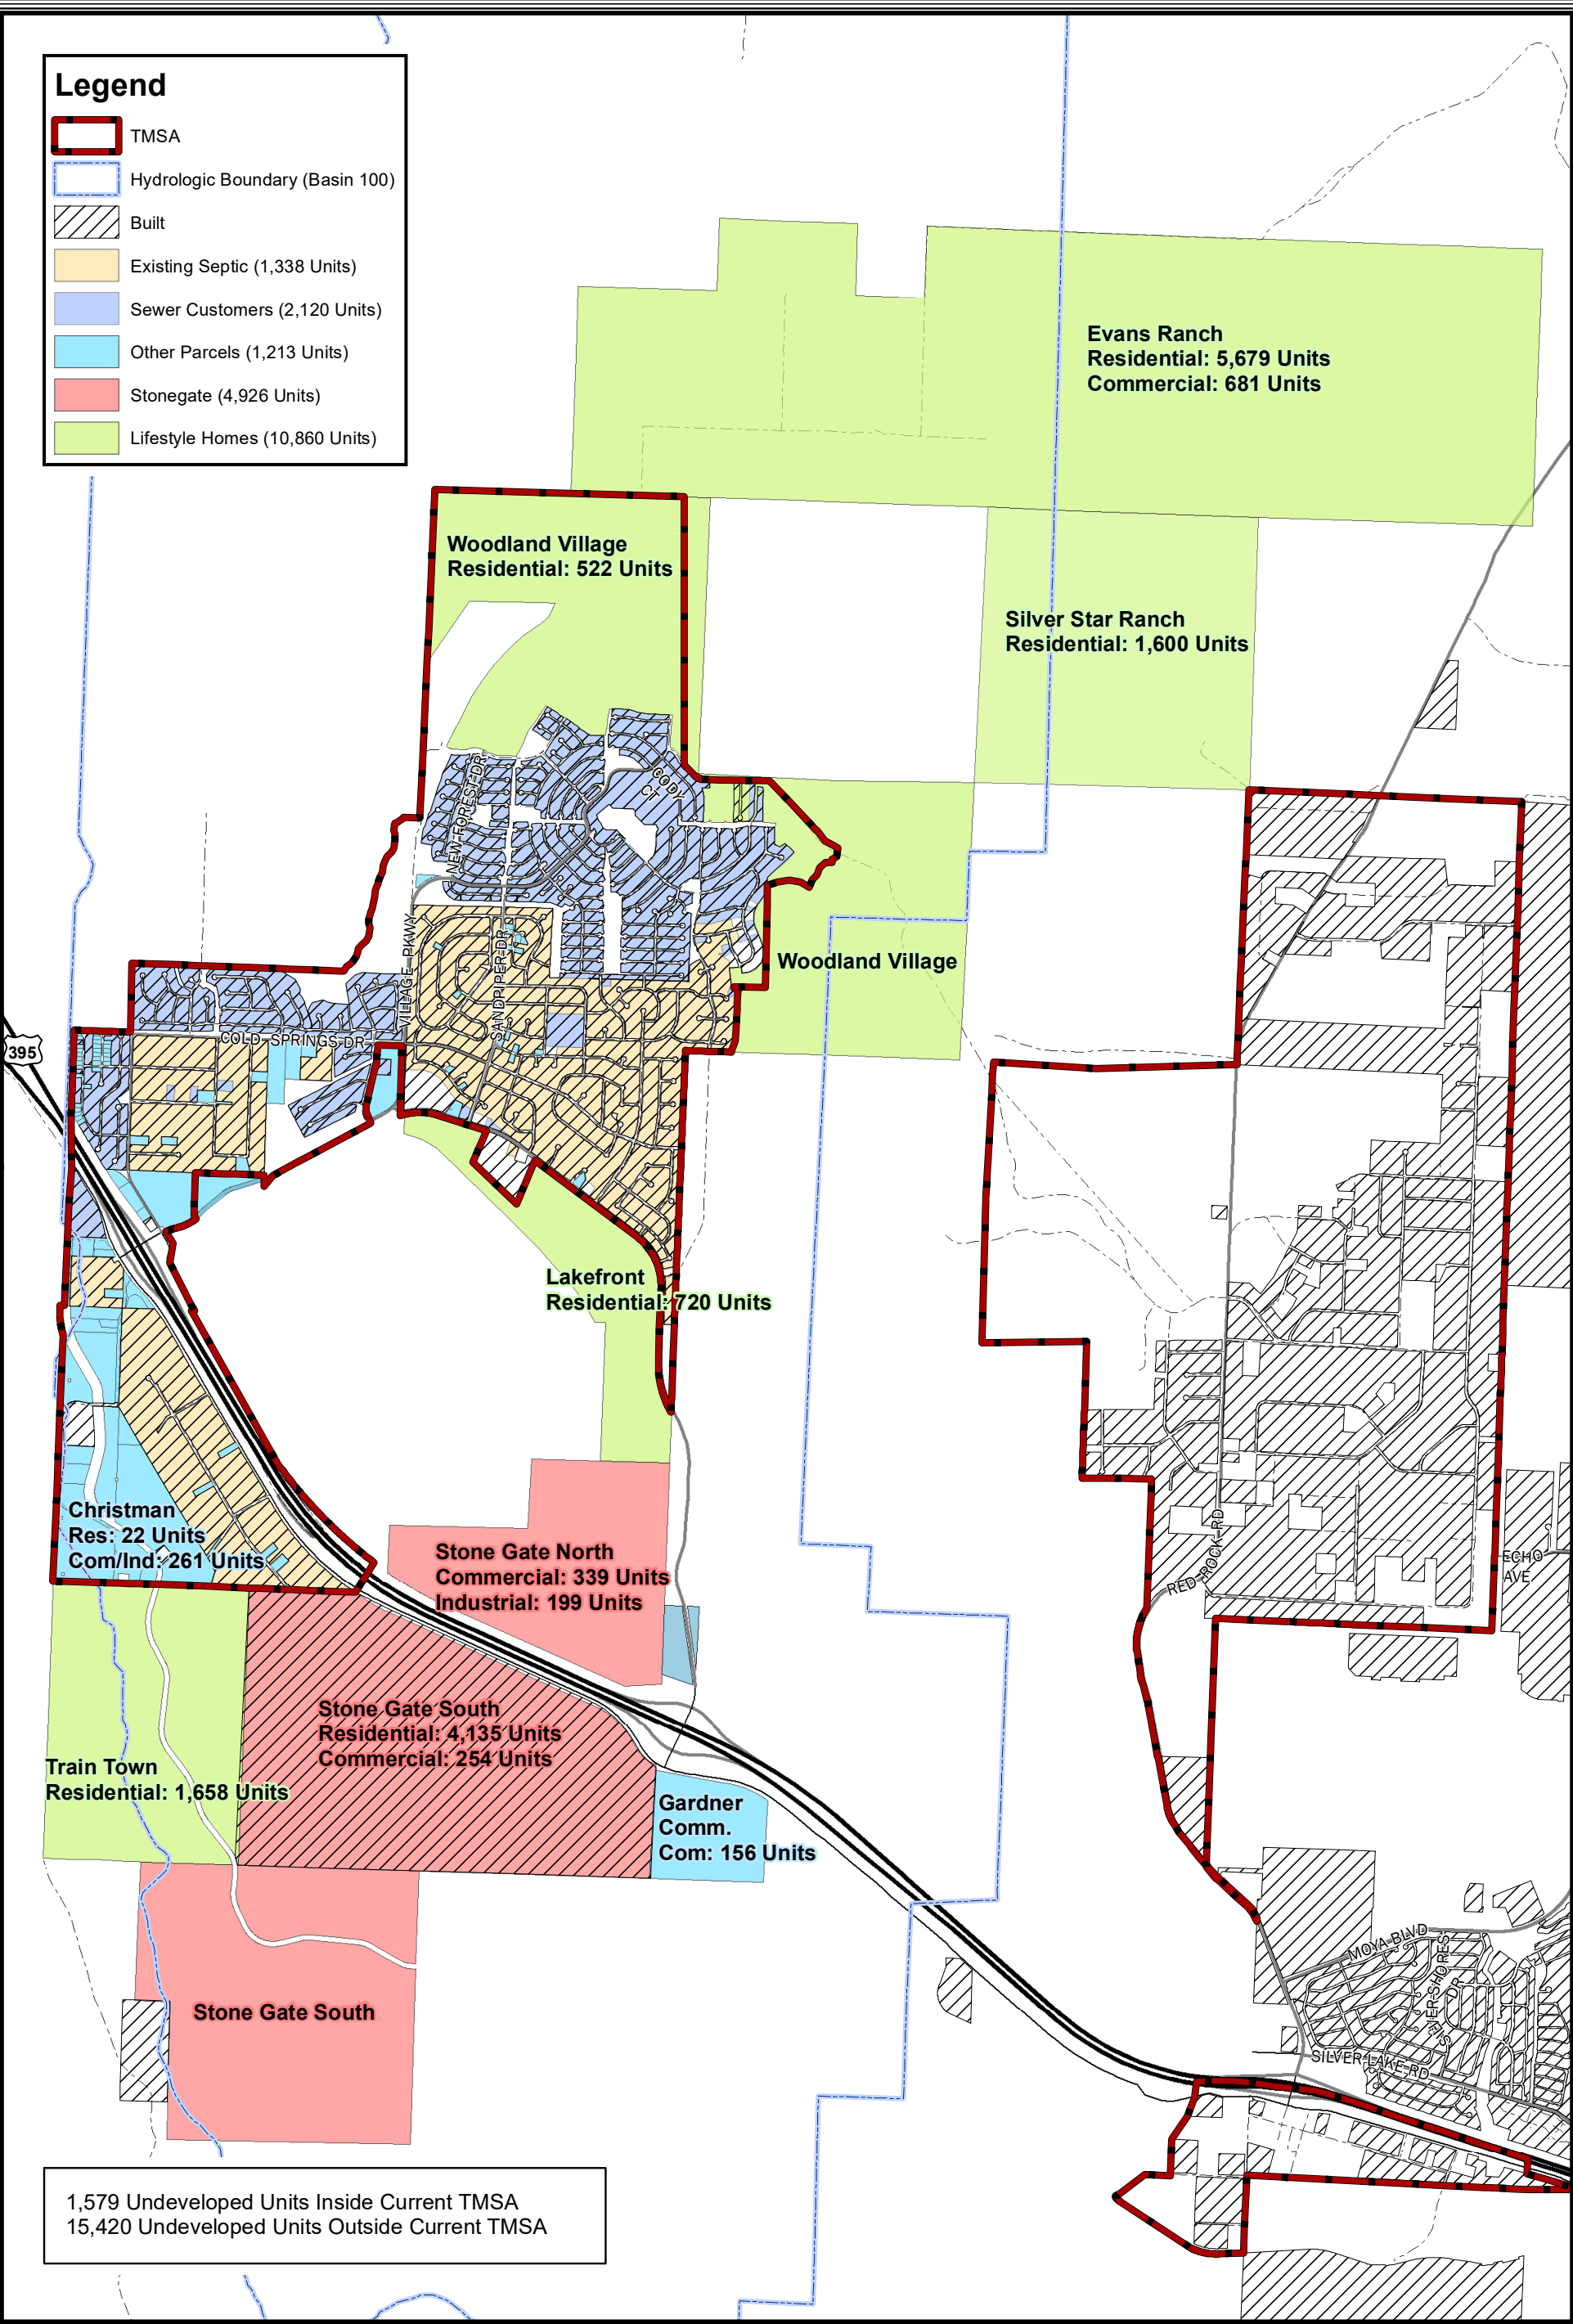 Legend
TMSA
Hydrologic Boundary (Basin 100)
Built
Existing Septic (1,338 Units)
Sewer Customers (2,120 Units)
Other Parcels (1,213 Units)
Stonegate (4,926 Units)
Lifestyle Homes (10,860 Units)
Evans Ranch
Residential: 5,679 Units
Commercial: 681 Units
Woodland Village
Residential: 522 Units
Silver Star Ranch
Residential: 1,600 Units
CODY
CT
NEW FOREST DR
VILLAGE PKWY
SANDPIPER DR
Woodland Village
COLD SPRINGS DR
395
Lakefront
Residential: 720 Units
Christman
Res: 22 Units
Com/Ind: 261 Units
Stone Gate North
Commercial: 339 Units
Industrial: 199 Units
RED ROCK RD
ECHO
AVE
Stone Gate South
Residential: 4,135 Units
Commercial: 254 Units
Train Town
Residential: 1,658 Units
Gardner
Comm.
Com: 156 Units
MOYA BLVD
SILVER SHORES
DR
Stone Gate South
SILVER LAKE RD
1,579 Undeveloped Units Inside Current TMSA
15,420 Undeveloped Units Outside Current TMSA